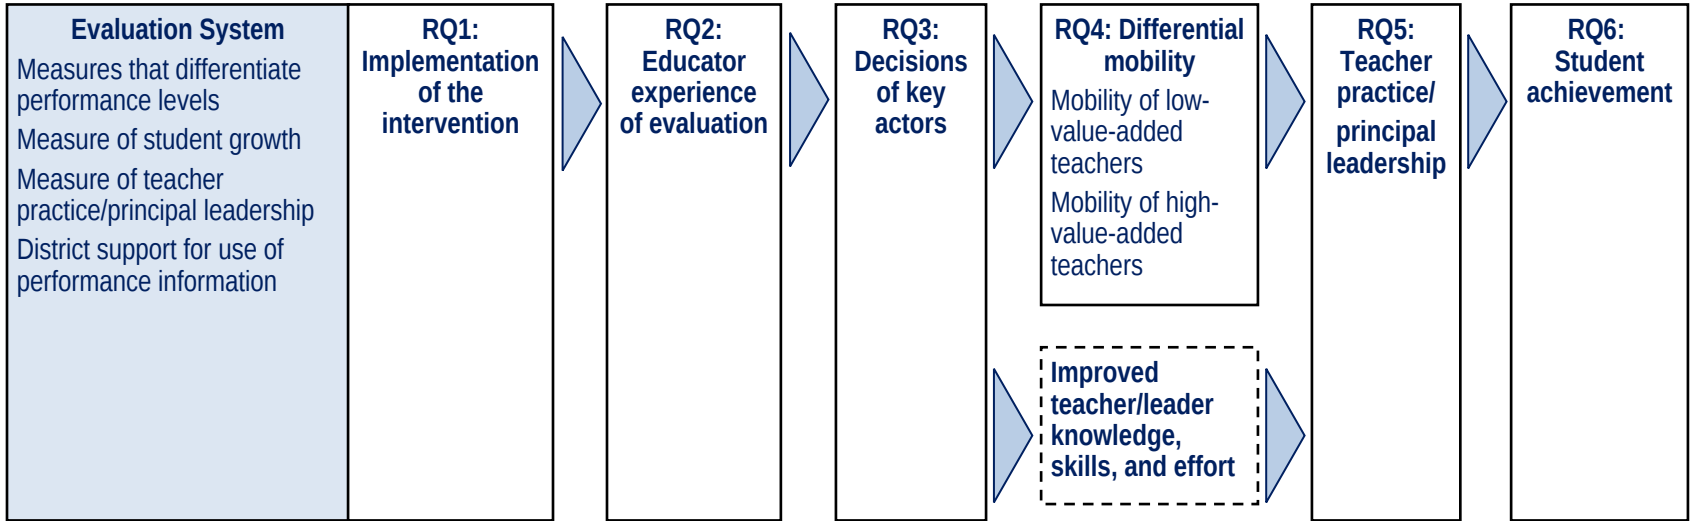 Evaluation System
Measures that differentiate
performance levels
Measure of student growth
Measure of teacher
practice/principal leadership
District support for use of
performance information
RQ1:
Implementation
of the
intervention
RQ2:
Educator
experience
of evaluation
RQ3:
Decisions
of key
actors
RQ4: Differential
mobility
Mobility of low-
value-added
teachers
Mobility of high-
value-added
teachers
Improved
teacher/leader
knowledge,
skills, and effort
RQ5:
Teacher
practice/
principal
leadership
RQ6:
Student
achievement